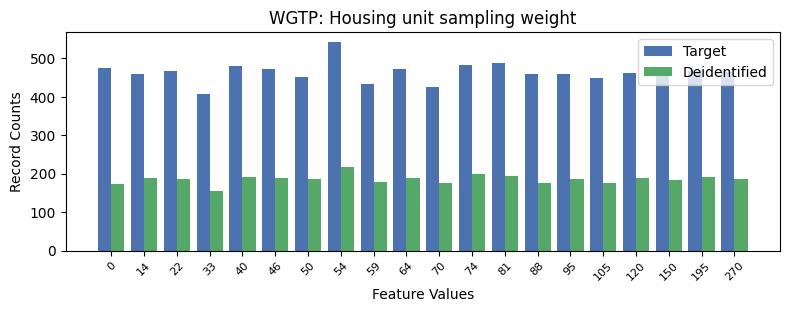 WGTP: Housing unit sampling weight
Target
Deidentified
Record Counts
500
400
300
200
100
0
0 14 22 33 40 46 50 54 59 64 70 74 81 88 95 105 120 150 195 270
Feature Values